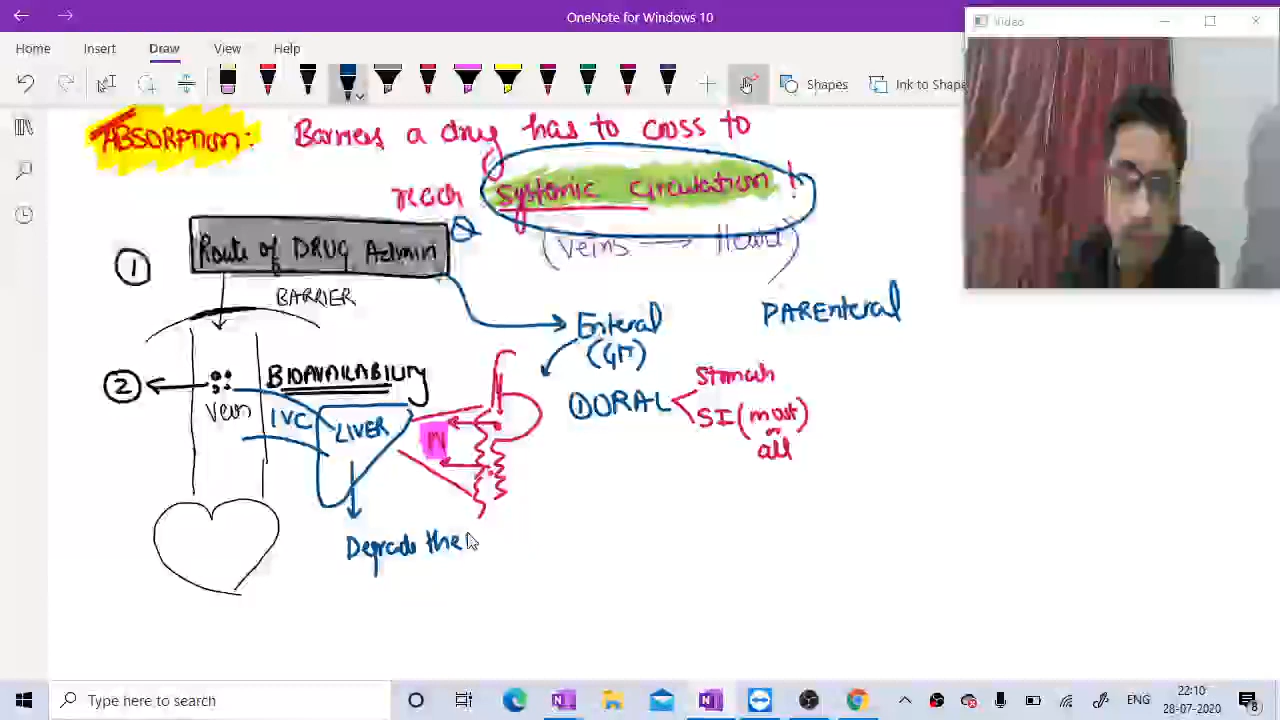 OneNote for Windows 10
Video
Home Insert Draw View Help
Shapes Ink to Shape
ABSORPTION: Barriers a drug has to cross to
reach systemic circulation!
(veins → Heart)
① Route of DRUG Admin
BARRIER
Enteral
(GIT)
PARENteral
② BIOAVAILABILITY
Vein IVC LIVER
① ORAL
Stomach
SI (most
or
all)
Degrade the
Type here to search
ENG
22:10
28-07-2020
8